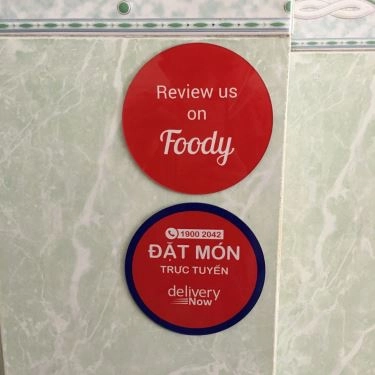 Review us
on
Foody
1900 2042
ĐẶT MÓN
TRỰC TUYẾN
delivery
Now